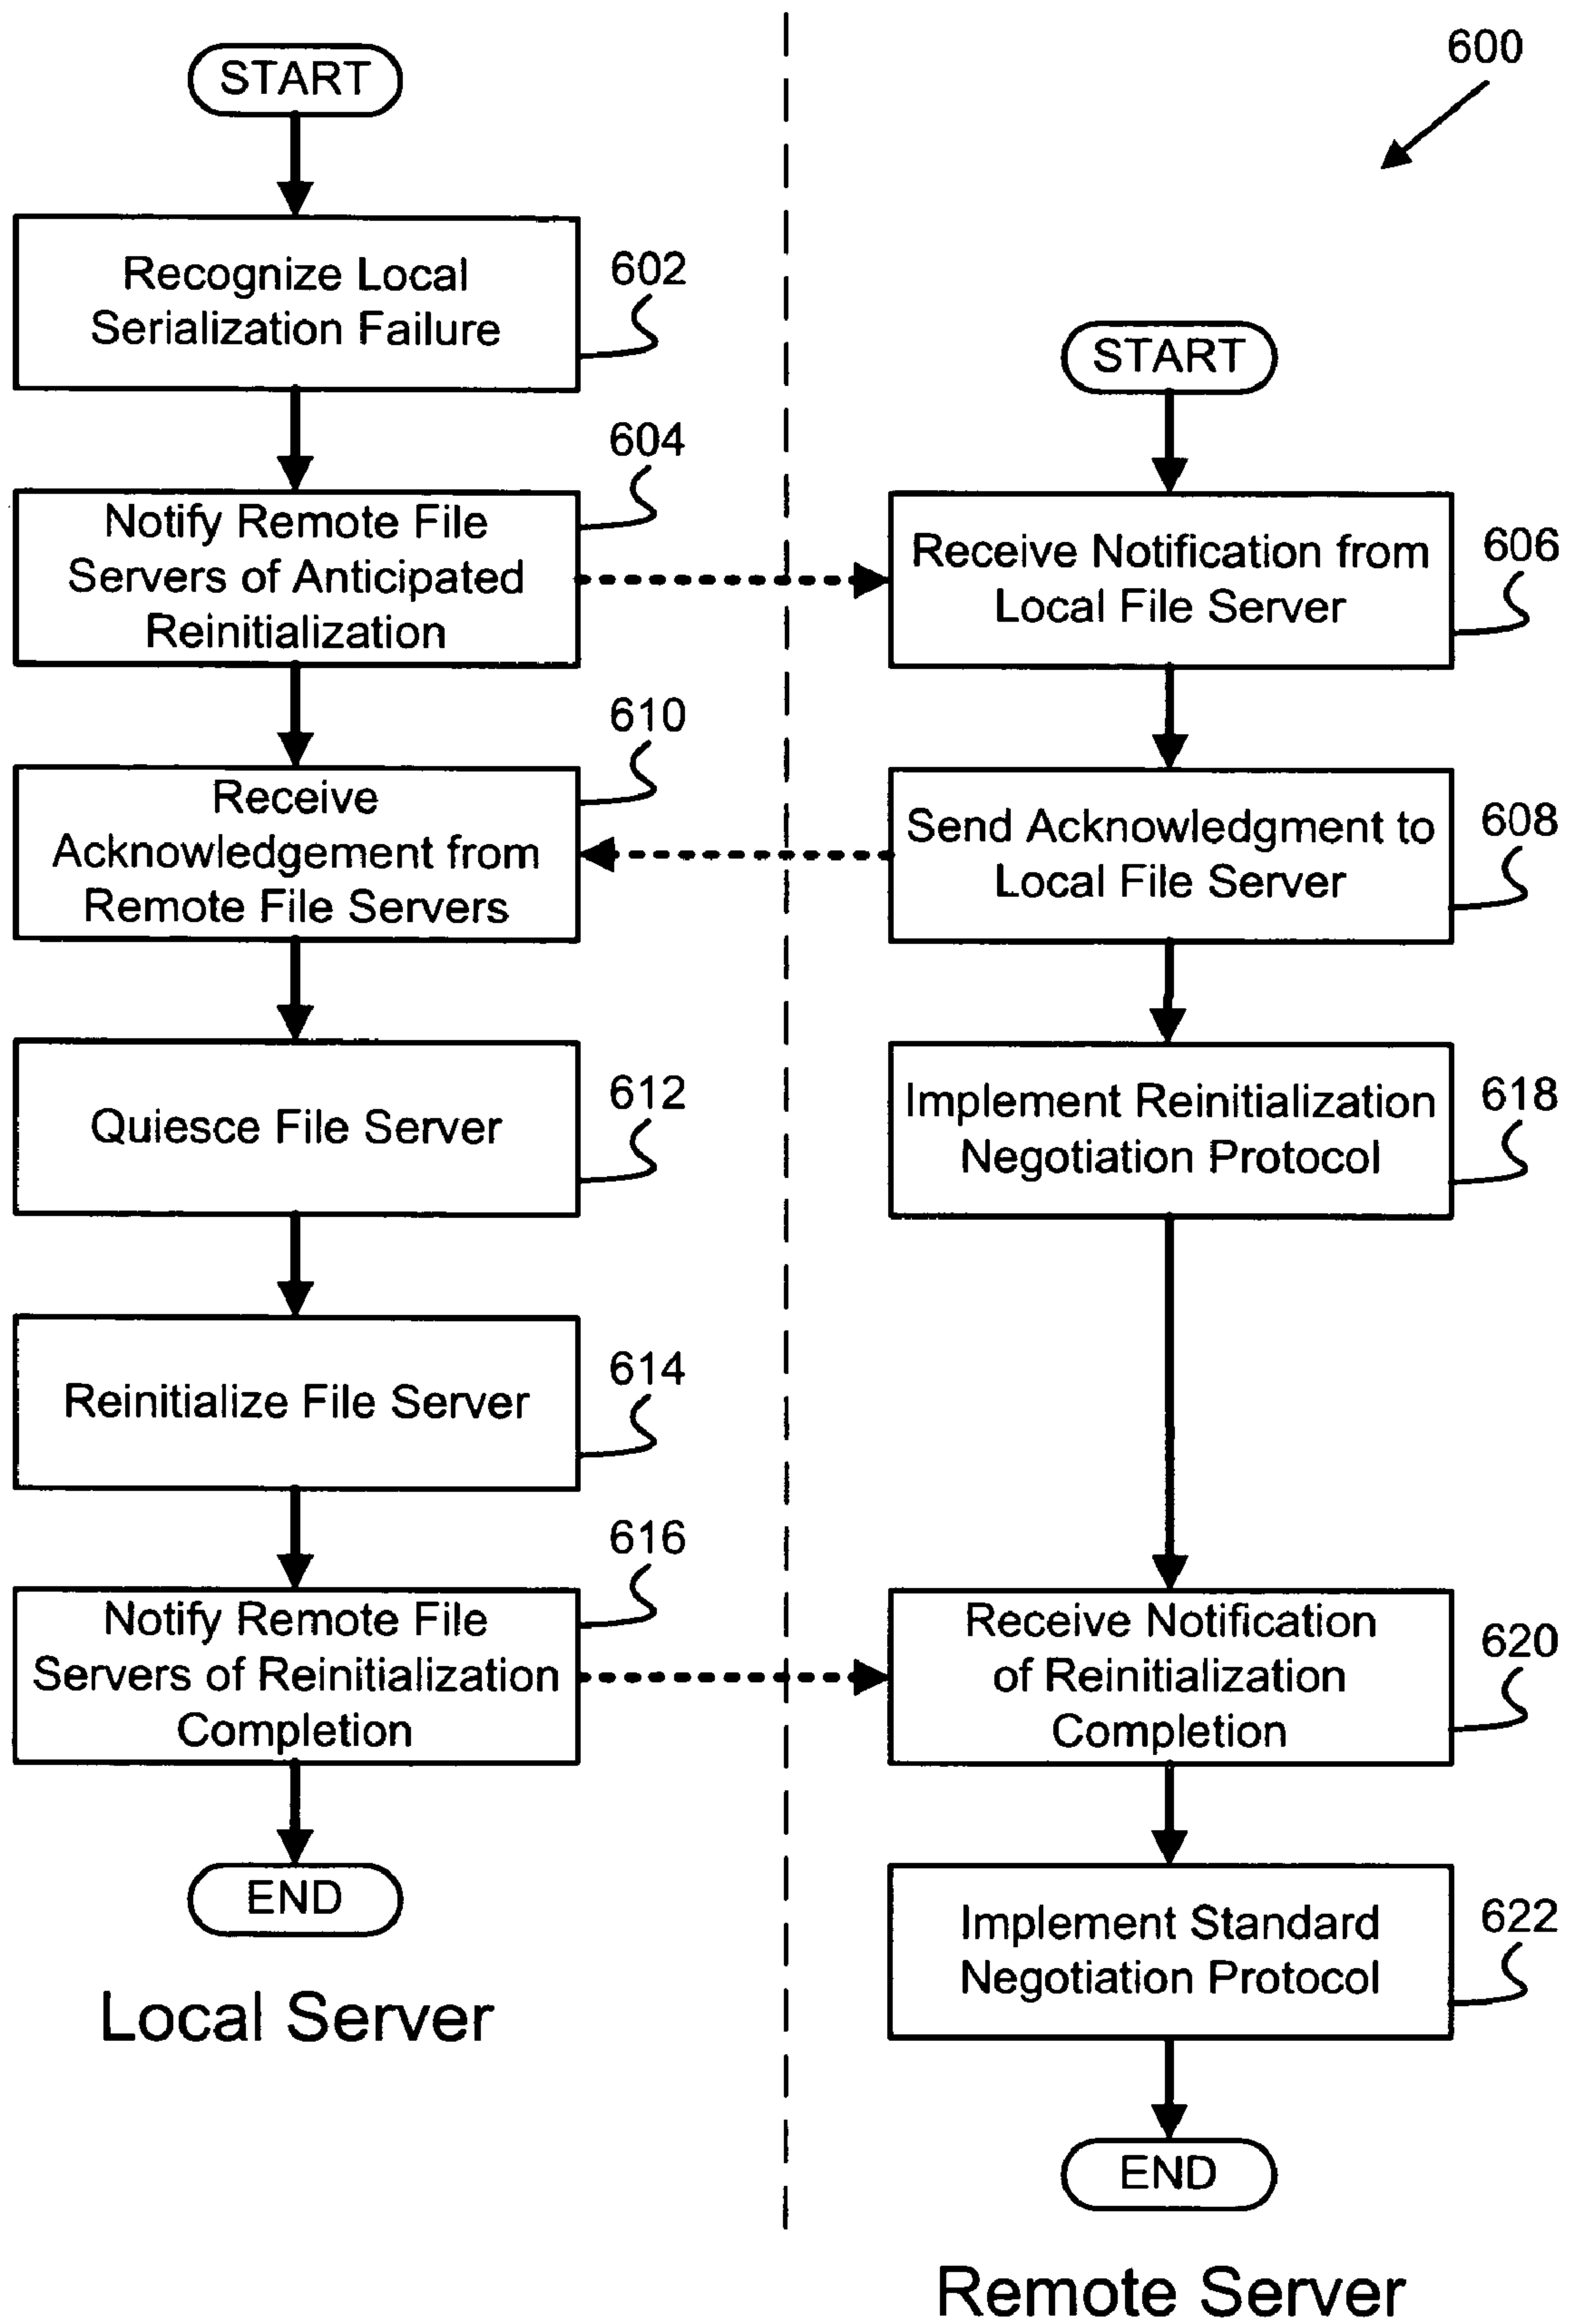 600
START
Recognize Local
Serialization Failure
602
Notify Remote File
Servers of Anticipated
Reinitialization
604
Receive
Acknowledgement from
Remote File Servers
610
Quiesce File Server
612
Reinitialize File Server
614
Notify Remote File
Servers of Reinitialization
Completion
616
END
Local Server
START
Receive Notification from
Local File Server
606
Send Acknowledgment to
Local File Server
608
Implement Reinitialization
Negotiation Protocol
618
Receive Notification
of Reinitialization
Completion
620
Implement Standard
Negotiation Protocol
622
END
Remote Server